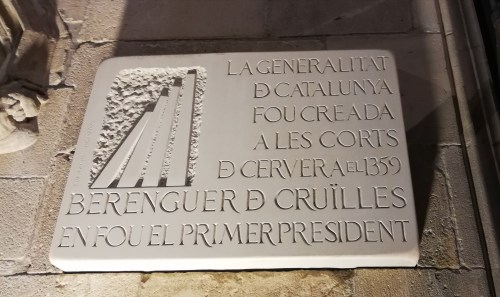 LA GENERALITAT
D CATALUNYA
FOU CREADA
A LES CORTS
D CERVERA EL 1359
BERENGUER D CRUÏLLES
EN FOU EL PRIMER PRESIDENT